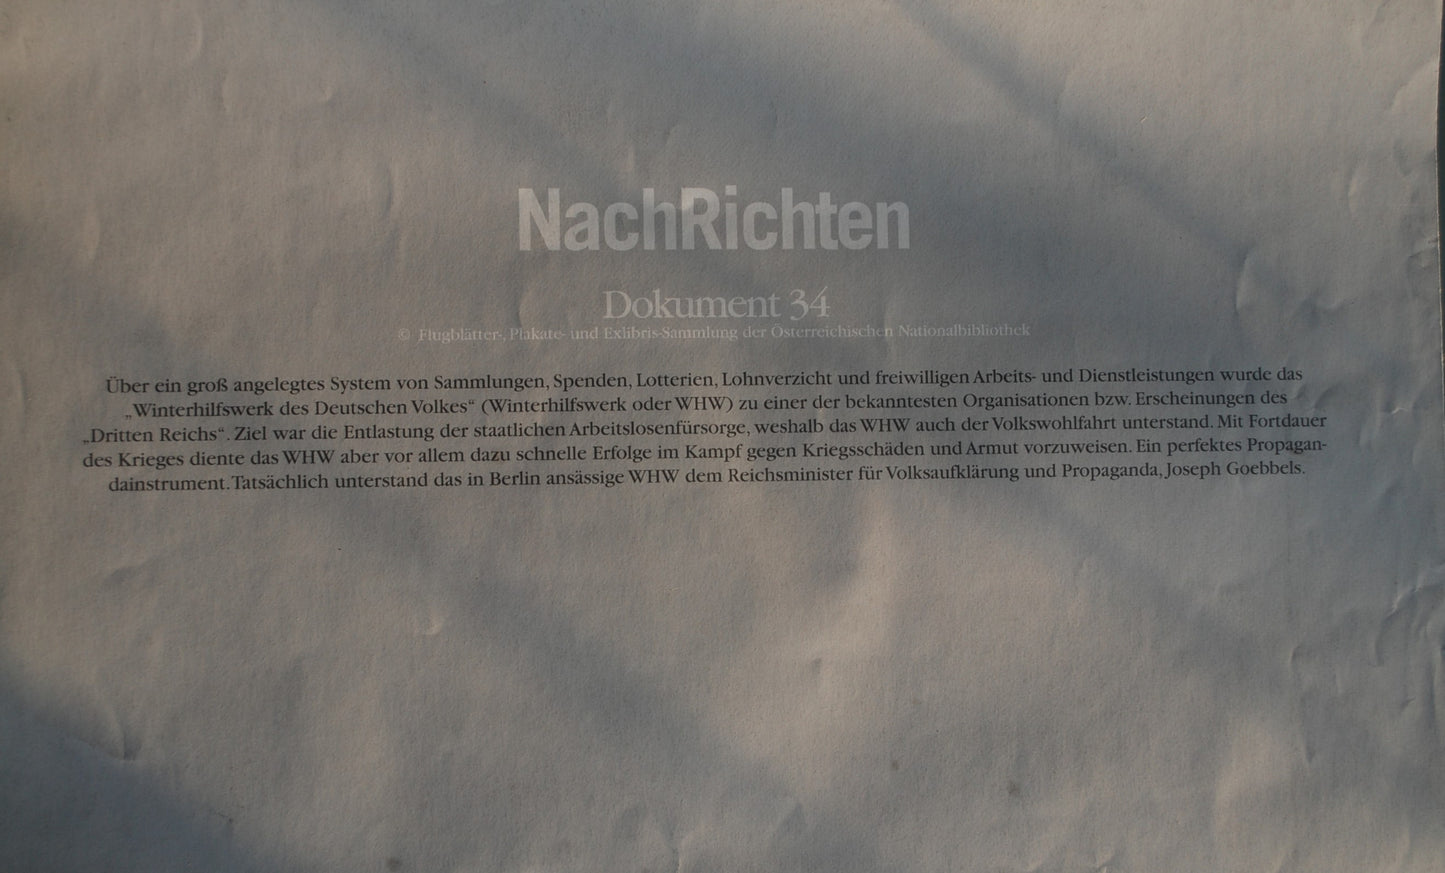 NachRichten
Dokument 34
© Flugblätter-, Plakate- und Exlibris-Sammlung der Österreichischen Nationalbibliothek
Über ein groß angelegtes System von Sammlungen, Spenden, Lotterien, Lohnverzicht und freiwilligen Arbeits- und Dienstleistungen wurde das
„Winterhilfswerk des Deutschen Volkes“ (Winterhilfswerk oder WHW) zu einer der bekanntesten Organisationen bzw. Erscheinungen des
„Dritten Reichs“. Ziel war die Entlastung der staatlichen Arbeitslosenfürsorge, weshalb das WHW auch der Volkswohlfahrt unterstand. Mit Fortdauer
des Krieges diente das WHW aber vor allem dazu schnelle Erfolge im Kampf gegen Kriegsschäden und Armut vorzuweisen. Ein perfektes Propagan-
dainstrument. Tatsächlich unterstand das in Berlin ansässige WHW dem Reichsminister für Volksaufklärung und Propaganda, Joseph Goebbels.